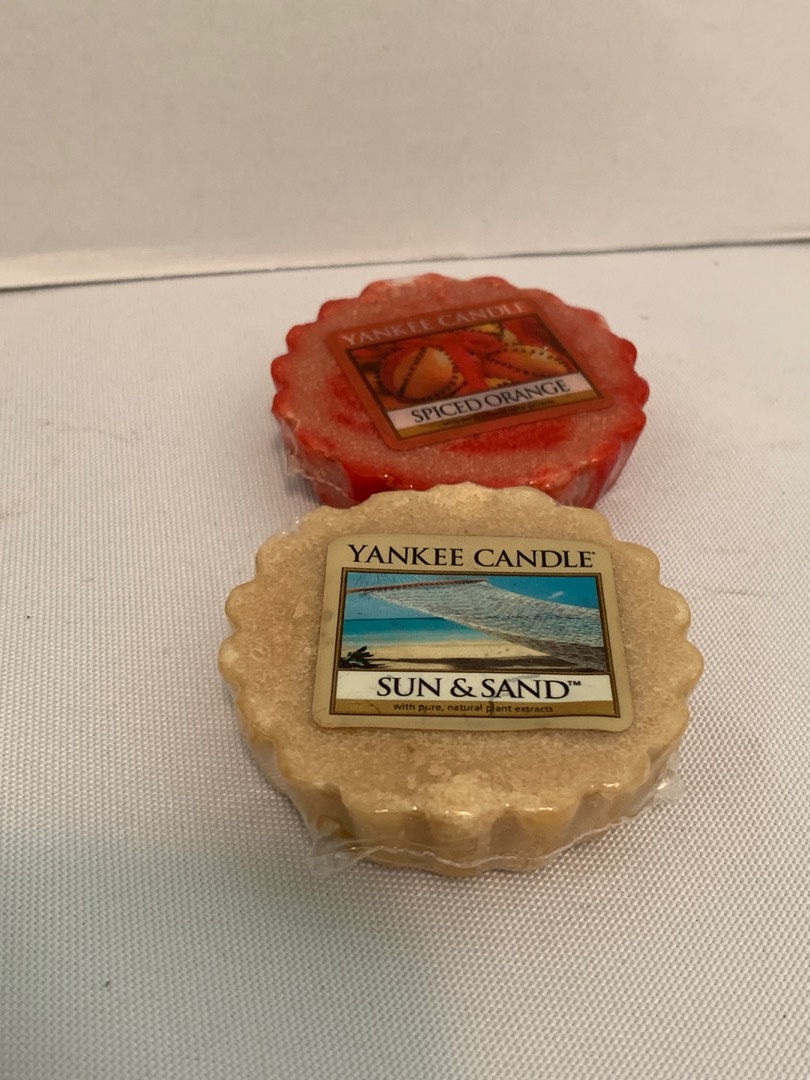 YANKEE CANDLE
SPICED ORANGE
YANKEE CANDLE
SUN & SAND™
with pure, natural plant extracts